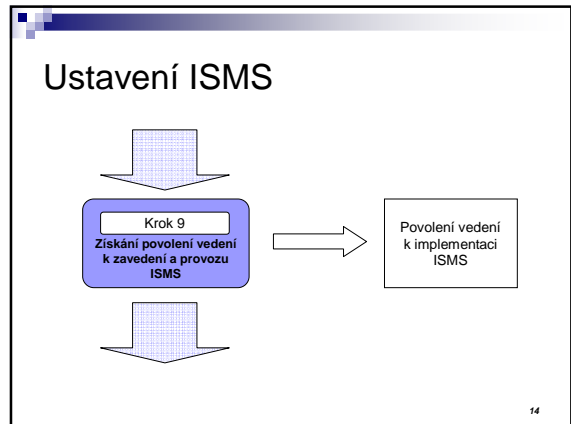 Ustavení ISMS
Krok 9
Získání povolení vedení
k zavedení a provozu
ISMS
Povolení vedení
k implementaci
ISMS
14